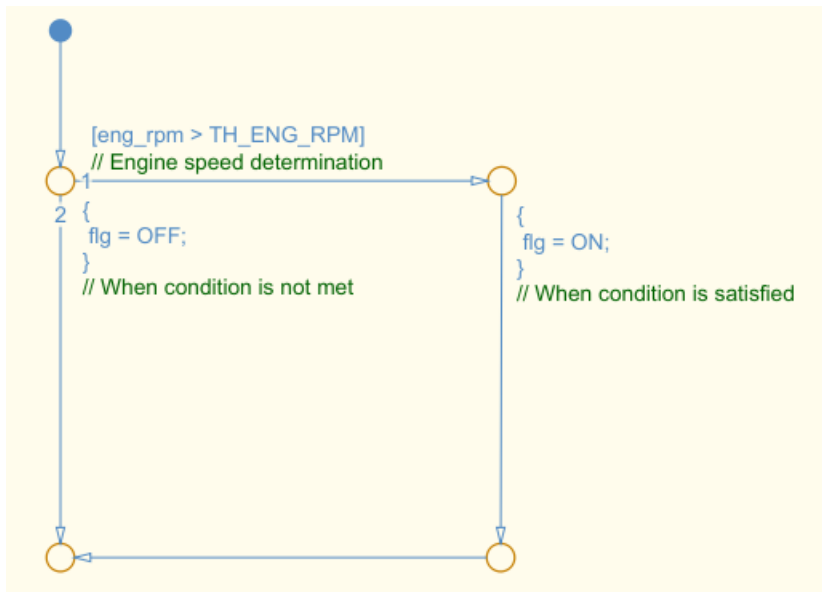 [eng_rpm > TH_ENG_RPM]
// Engine speed determination
1
2
{
flg = OFF;
}
// When condition is not met
{
flg = ON;
}
// When condition is satisfied